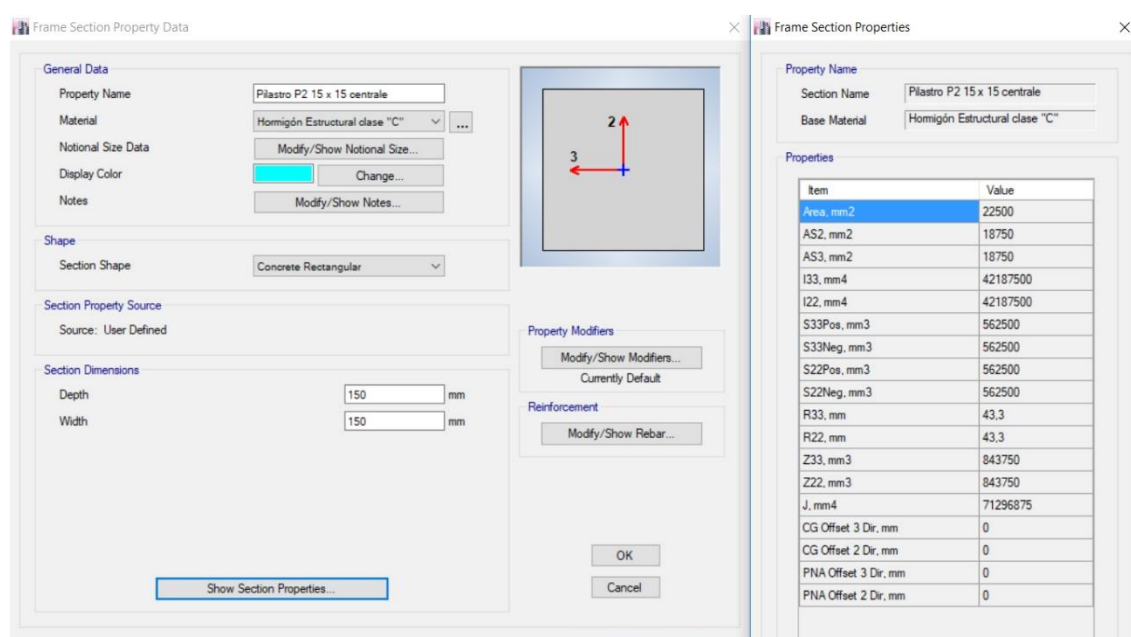 Frame Section Property Data
General Data
Property Name Pilastro P2 15 x 15 centrale
Material Hormigón Estructural clase "C" ...
Notional Size Data Modify/Show Notional Size...
Display Color Change...
Notes Modify/Show Notes...
Shape
Section Shape Concrete Rectangular
Section Property Source
Source: User Defined
Section Dimensions
Depth 150 mm
Width 150 mm
Show Section Properties...
2
3
Property Modifiers
Modify/Show Modifiers...
Currently Default
Reinforcement
Modify/Show Rebar...
OK
Cancel
Frame Section Properties
Property Name
Section Name Pilastro P2 15 x 15 centrale
Base Material Hormigón Estructural clase "C"
Properties
Item Value
Area, mm2 22500
AS2, mm2 18750
AS3, mm2 18750
I33, mm4 42187500
I22, mm4 42187500
S33Pos, mm3 562500
S33Neg, mm3 562500
S22Pos, mm3 562500
S22Neg, mm3 562500
R33, mm 43,3
R22, mm 43,3
Z33, mm3 843750
Z22, mm3 843750
J, mm4 71296875
CG Offset 3 Dir, mm 0
CG Offset 2 Dir, mm 0
PNA Offset 3 Dir, mm 0
PNA Offset 2 Dir, mm 0